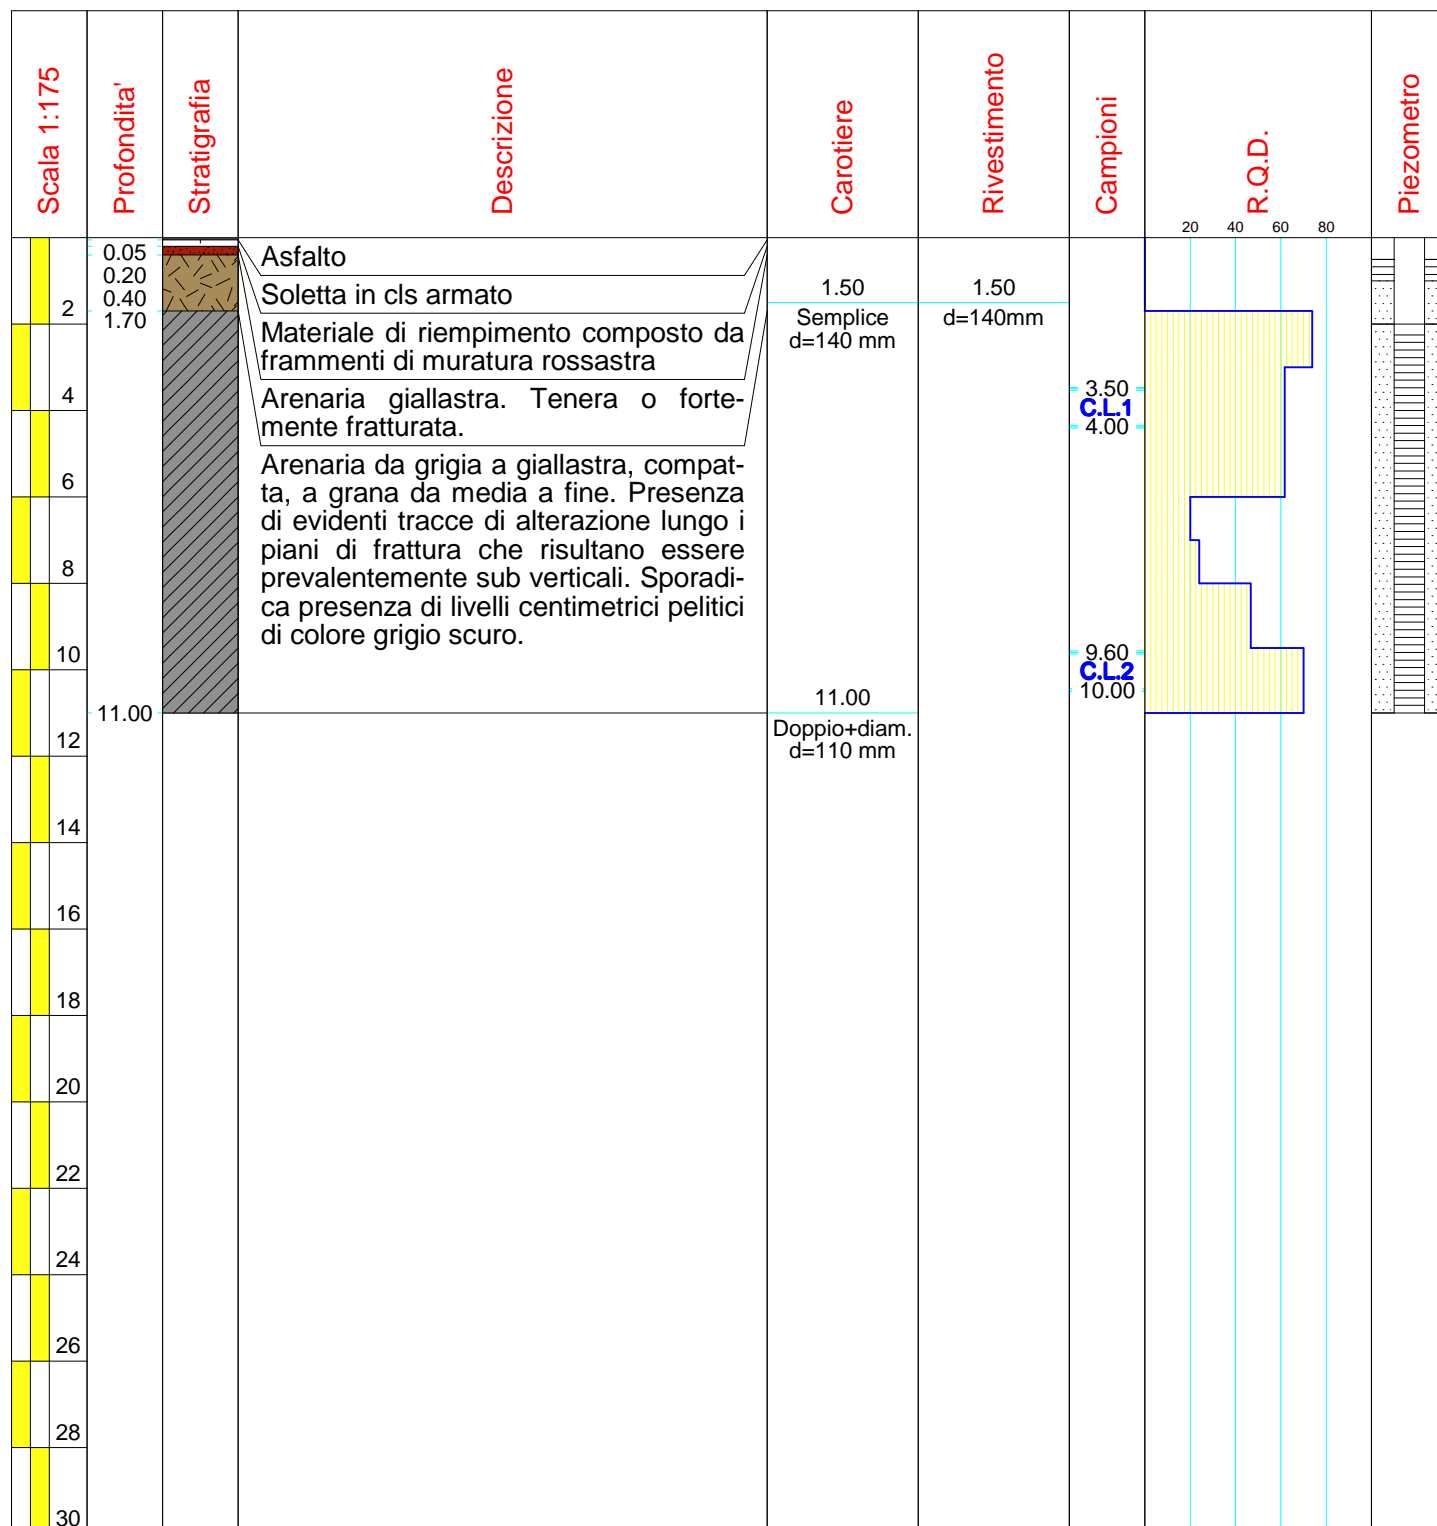 Scala 1:175
Profondita'
Stratigrafia
Descrizione
Carotiere
Rivestimento
Campioni
R.Q.D.
Piezometro
20 40 60 80
0.05
0.20
0.40
1.70
11.00
Asfalto
Soletta in cls armato
Materiale di riempimento composto da
frammenti di muratura rossastra
Arenaria giallastra. Tenera o forte-
mente fratturata.
Arenaria da grigia a giallastra, compat-
ta, a grana da media a fine. Presenza
di evidenti tracce di alterazione lungo i
piani di frattura che risultano essere
prevalentemente sub verticali. Sporadi-
ca presenza di livelli centimetrici pelitici
di colore grigio scuro.
1.50
Semplice
d=140 mm
11.00
Doppio+diam.
d=110 mm
1.50
d=140mm
3.50
C.L.1
4.00
9.60
C.L.2
10.00
2
4
6
8
10
12
14
16
18
20
22
24
26
28
30